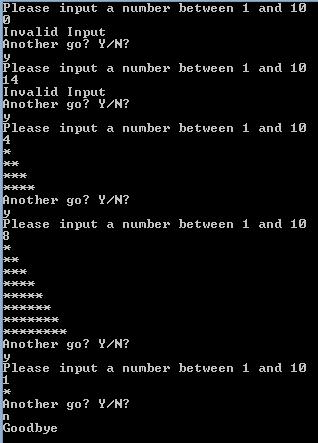 Please input a number between 1 and 10
0
Invalid Input
Another go? Y/N?
y
Please input a number between 1 and 10
14
Invalid Input
Another go? Y/N?
y
Please input a number between 1 and 10
4
*
**
***
****
Another go? Y/N?
y
Please input a number between 1 and 10
8
*
**
***
****
*****
******
*******
********
Another go? Y/N?
y
Please input a number between 1 and 10
1
*
Another go? Y/N?
n
Goodbye